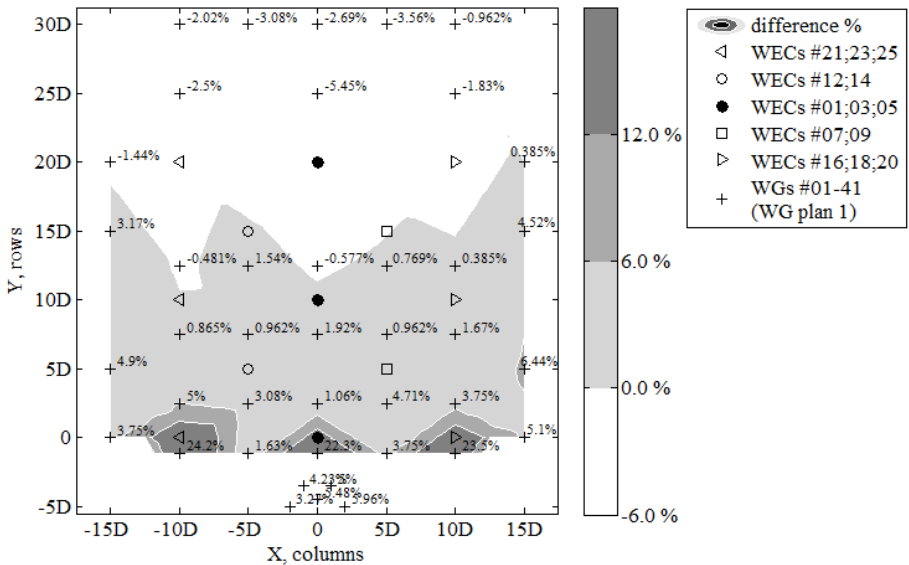 30D
-2.02%
-3.08%
-2.69%
-3.56%
-0.962%
25D
-2.5%
-5.45%
-1.83%
20D
-1.44%
0.385%
15D
3.17%
4.52%
-0.481%
1.54%
-0.577%
0.769%
0.385%
10D
0.865%
0.962%
1.92%
0.962%
1.67%
5D
4.9%
6.44%
5%
3.08%
1.06%
4.71%
3.75%
0
3.75%
5.1%
24.2%
1.63%
22.3%
3.75%
23.5%
4.23%
5%
5.48%
3.27%
5.96%
-5D
-15D -10D -5D 0 5D 10D 15D
X, columns
Y, rows
12.0 %
6.0 %
0.0 %
-6.0 %
difference %
WECs #21;23;25
WECs #12;14
WECs #01;03;05
WECs #07;09
WECs #16;18;20
WGs #01-41
(WG plan 1)